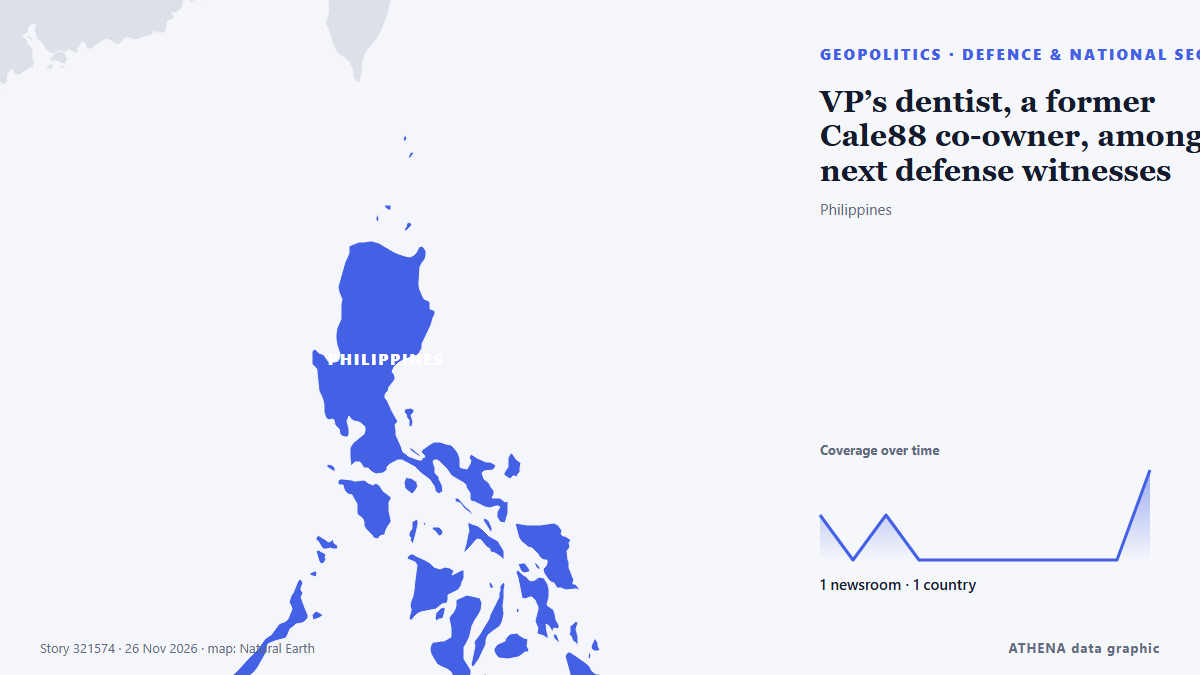 GEOPOLITICS · DEFENCE & NATIONAL
VP’s dentist, a former
Cale88 co-owner, among
next defense witnesses
Philippines
PHILIPPINES
Coverage over time
1 newsroom · 1 country
Story 321574 · 26 Nov 2026 · map: Natural Earth
ATHENA data graphic